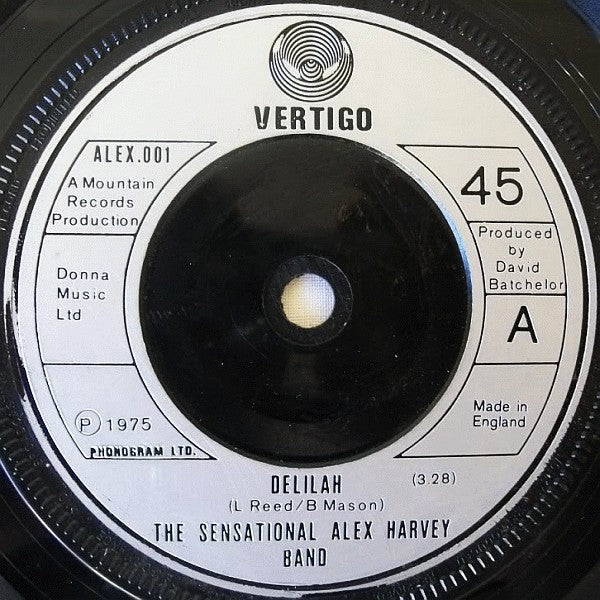 VERTIGO
ALEX.001
A Mountain
Records
Production
Donna
Music
Ltd
Ⓟ 1975
PHONOGRAM LTD.
45
Produced
by
David
Batchelor
A
Made in
England
DELILAH (3.28)
(L Reed/B Mason)
THE SENSATIONAL ALEX HARVEY
BAND